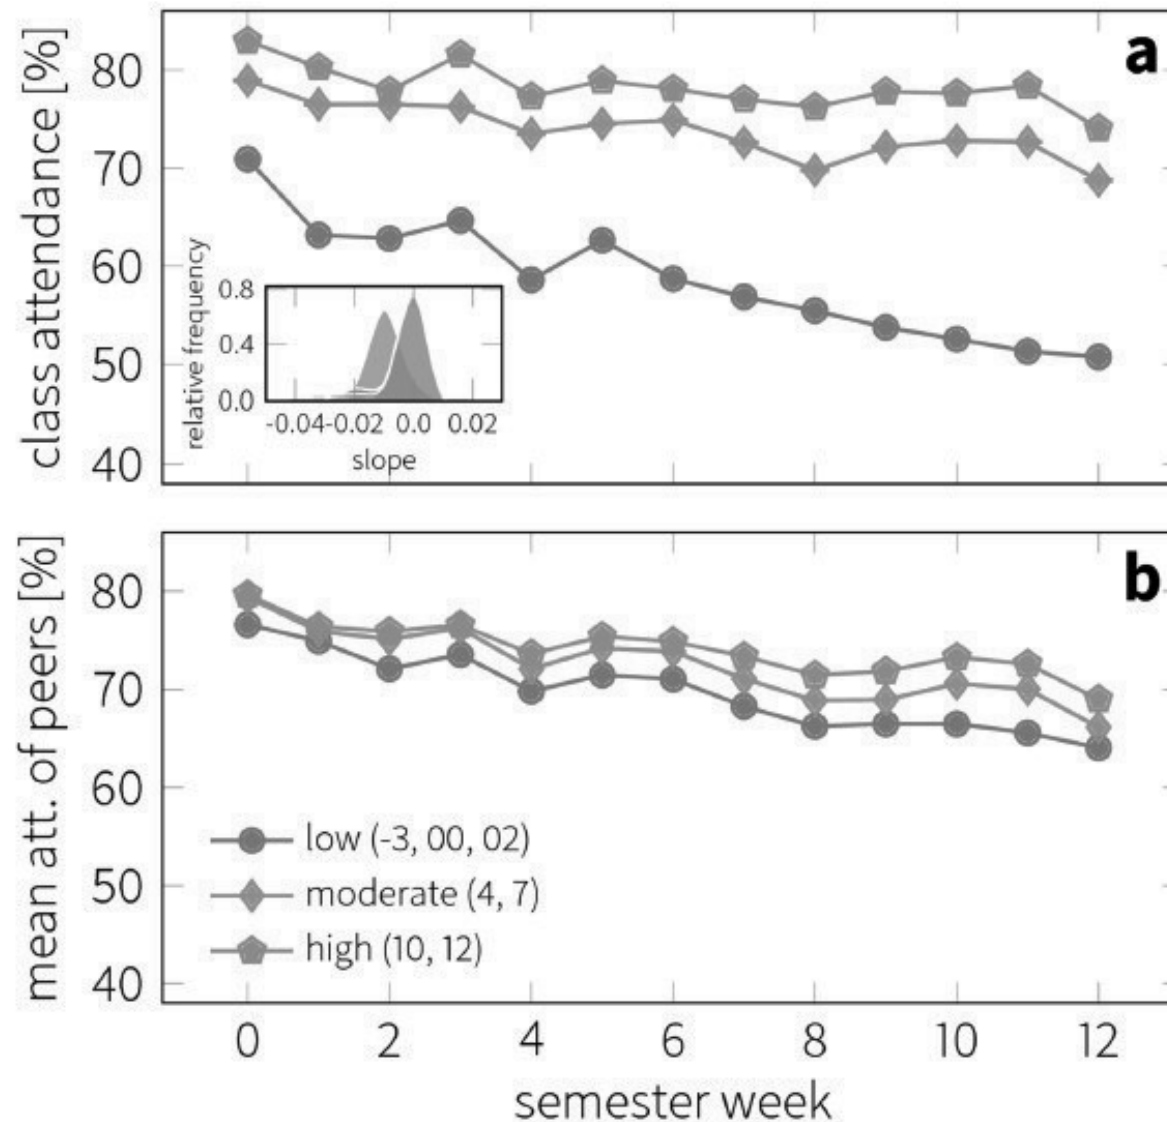 a
class attendance [%]
80
70
60
50
40
relative frequency
0.8
0.4
0.0
-0.04 -0.02 0.0 0.02
slope
b
mean att. of peers [%]
80
70
60
50
40
low (-3, 00, 02)
moderate (4, 7)
high (10, 12)
0 2 4 6 8 10 12
semester week